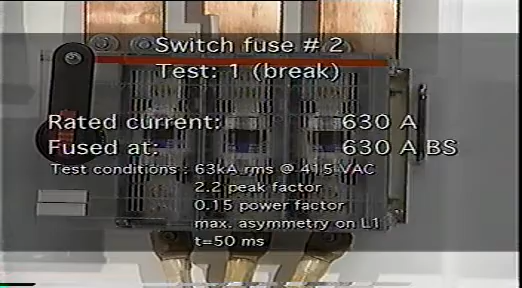 Switch fuse # 2
Test: 1 (break)
Rated current: 630 A
Fused at: 630 A BS
Test conditions : 63kA rms @ 415 VAC
2.2 peak factor
0.15 power factor
max. asymmetry on L1
t=50 ms